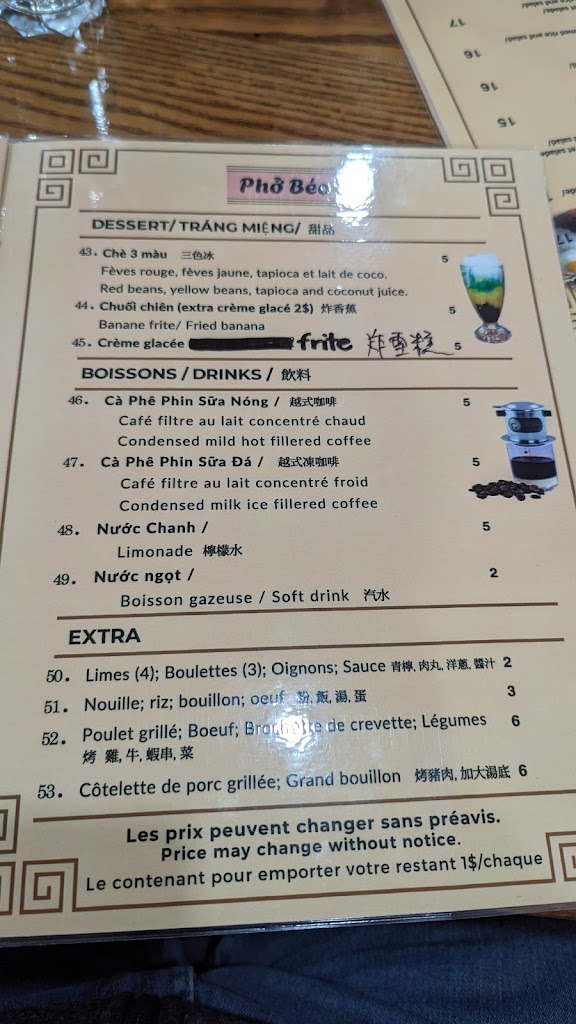 17
16
16
15
17
Phở Béo
DESSERT/ TRÁNG MIỆNG/ 甜品
43. Chè 3 màu 三色冰 5
Fèves rouge, fèves jaune, tapioca et lait de coco.
Red beans, yellow beans, tapioca and coconut juice.
44. Chuối chiên (extra crème glacé 2$) 炸香蕉 5
Banane frite/ Fried banana
45. Crème glacée frite 炸雪糕 5
BOISSONS / DRINKS / 飲料
46. Cà Phê Phin Sữa Nóng / 越式咖啡 5
Café filtre au lait concentré chaud
Condensed mild hot fillered coffee
47. Cà Phê Phin Sữa Đá / 越式凍咖啡 5
Café filtre au lait concentré froid
Condensed milk ice fillered coffee
48. Nước Chanh / 5
Limonade 檸檬水
49. Nước ngọt / 2
Boisson gazeuse / Soft drink 汽水
EXTRA
50. Limes (4); Boulettes (3); Oignons; Sauce 青檸, 肉丸, 洋蔥, 醬汁 2
51. Nouille; riz; bouillon; oeuf 粉, 飯, 湯, 蛋 3
52. Poulet grillé; Boeuf; Brochette de crevette; Légumes 6
烤 雞, 牛, 蝦串, 菜
53. Côtelette de porc grillée; Grand bouillon 烤豬肉, 加大湯底 6
Les prix peuvent changer sans préavis.
Price may change without notice.
Le contenant pour emporter votre restant 1$/chaque